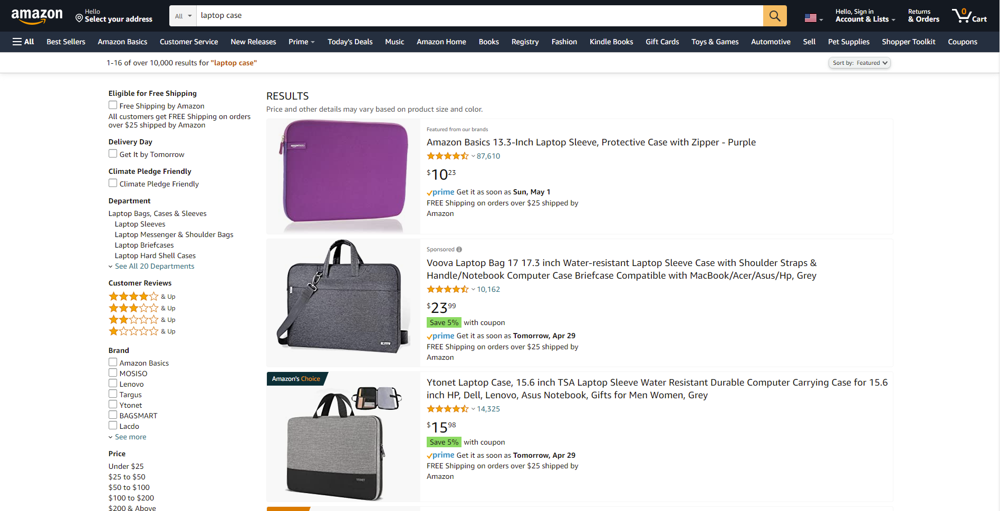 amazon
Hello
Select your address
All
laptop case
Hello, Sign in
Account & Lists
Returns
& Orders
0
Cart
All
Best Sellers
Amazon Basics
Customer Service
New Releases
Prime
Today's Deals
Music
Amazon Home
Books
Registry
Fashion
Kindle Books
Gift Cards
Toys & Games
Automotive
Sell
Pet Supplies
Shopper Toolkit
Coupons
1-16 of over 10,000 results for "laptop case"
Sort by: Featured
Eligible for Free Shipping
Free Shipping by Amazon
All customers get FREE Shipping on orders
over $25 shipped by Amazon
Delivery Day
Get It by Tomorrow
Climate Pledge Friendly
Climate Pledge Friendly
Department
Laptop Bags, Cases & Sleeves
Laptop Sleeves
Laptop Messenger & Shoulder Bags
Laptop Briefcases
Laptop Hard Shell Cases
See All 20 Departments
Customer Reviews
& Up
& Up
& Up
& Up
Brand
Amazon Basics
MOSISO
Lenovo
Targus
Ytonet
BAGSMART
Lacdo
See more
Price
Under $25
$25 to $50
$50 to $100
$100 to $200
$200 & Above
RESULTS
Price and other details may vary based on product size and color.
Featured from our brands
Amazon Basics 13.3-Inch Laptop Sleeve, Protective Case with Zipper - Purple
87,610
$10 23
prime Get it as soon as Sun, May 1
FREE Shipping on orders over $25 shipped by
Amazon
Sponsored
Voova Laptop Bag 17 17.3 inch Water-resistant Laptop Sleeve Case with Shoulder Straps &
Handle/Notebook Computer Case Briefcase Compatible with MacBook/Acer/Asus/Hp, Grey
10,162
$23 99
Save 5% with coupon
prime Get it as soon as Tomorrow, Apr 29
FREE Shipping on orders over $25 shipped by
Amazon
Amazon's Choice
YTONET
Ytonet Laptop Case, 15.6 inch TSA Laptop Sleeve Water Resistant Durable Computer Carrying Case for 15.6
inch HP, Dell, Lenovo, Asus Notebook, Gifts for Men Women, Grey
14,325
$15 98
Save 5% with coupon
prime Get it as soon as Tomorrow, Apr 29
FREE Shipping on orders over $25 shipped by
Amazon